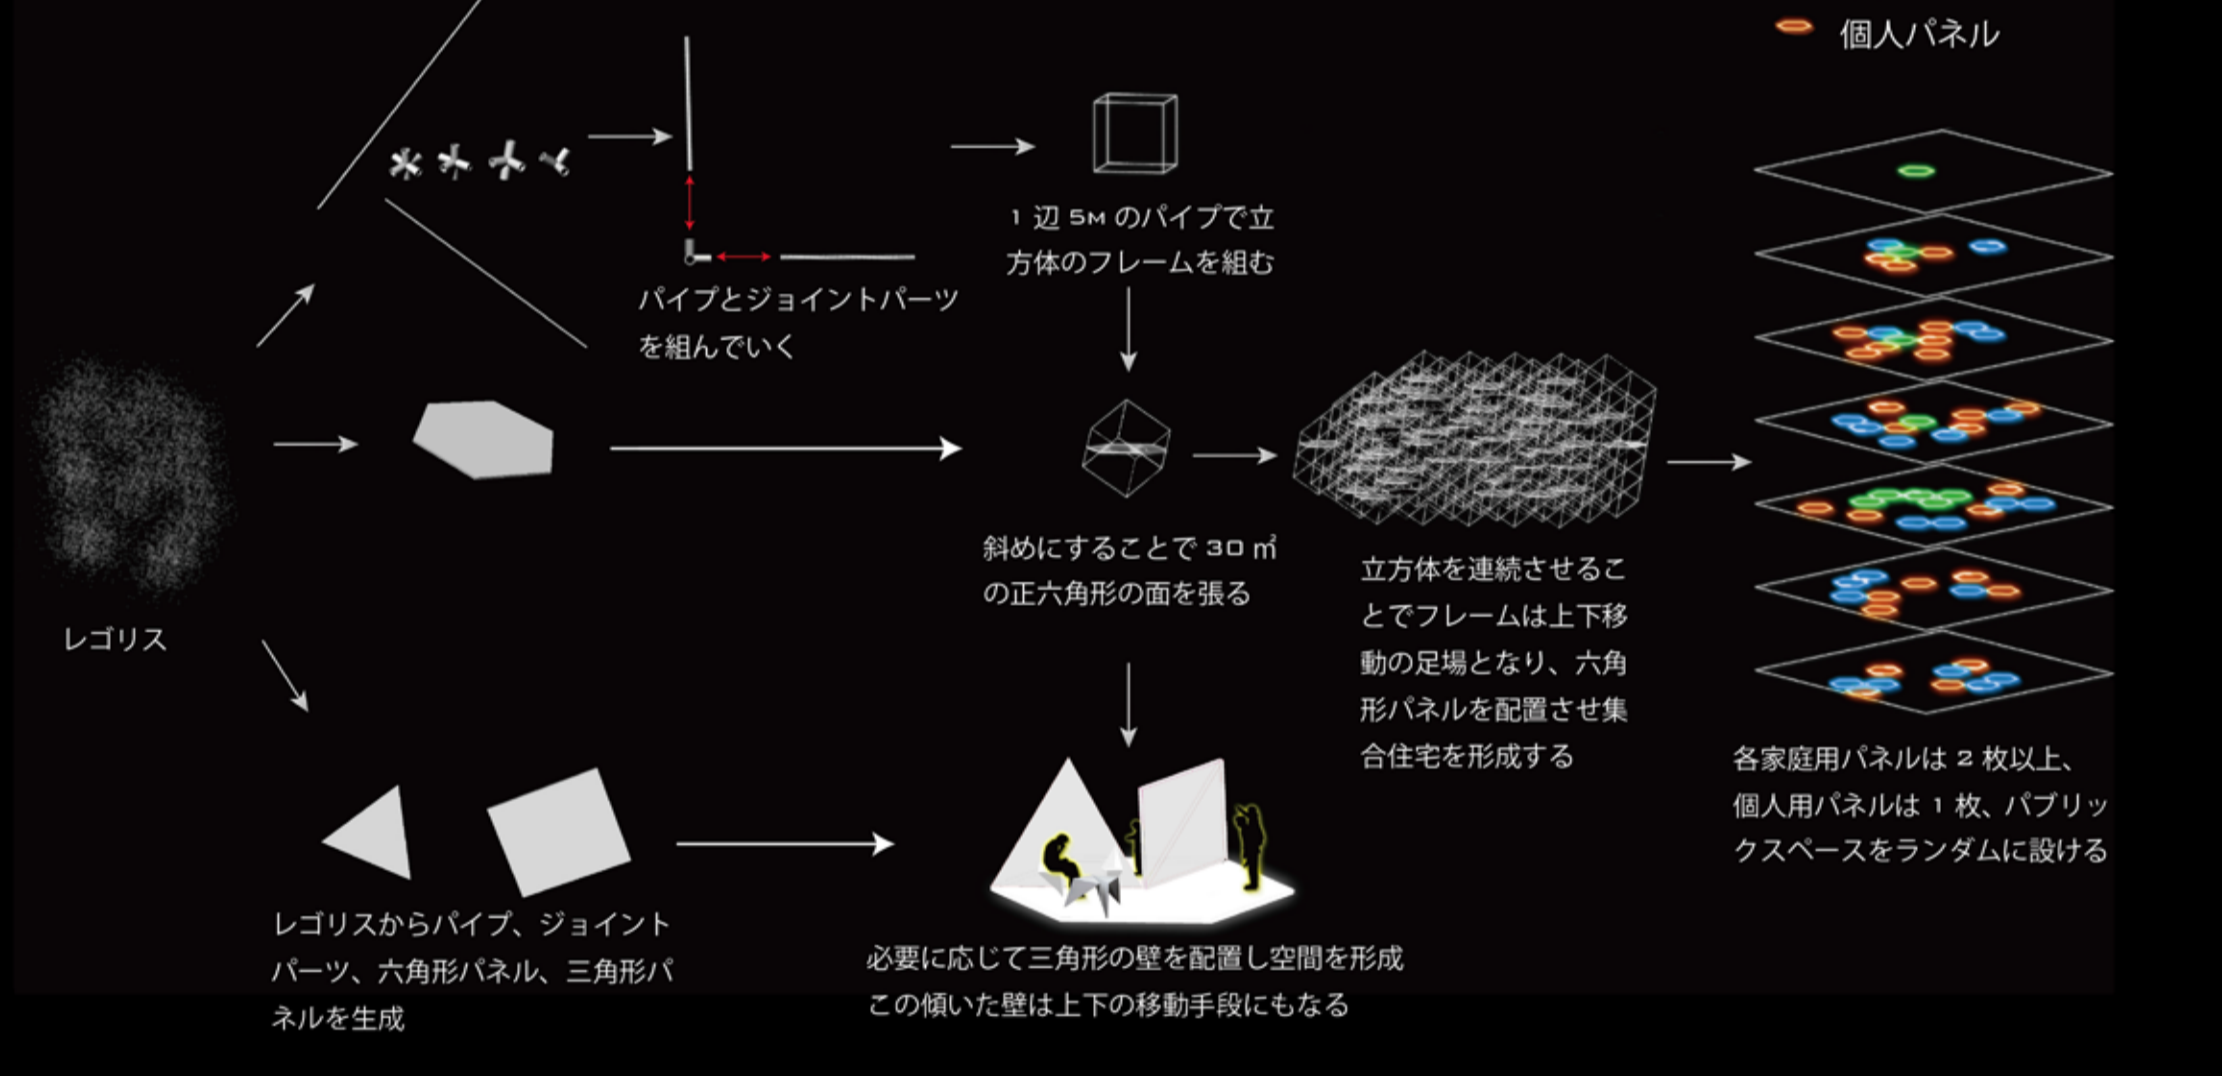 個人パネル
1 辺 5M のパイプで立
方体のフレームを組む
パイプとジョイントパーツ
を組んでいく
斜めにすることで 30 ㎡
の正六角形の面を張る
立方体を連続させるこ
とでフレームは上下移
動の足場となり、六角
形パネルを配置させ集
合住宅を形成する
レゴリス
各家庭用パネルは 2 枚以上、
個人用パネルは 1 枚、パブリッ
クスペースをランダムに設ける
レゴリスからパイプ、ジョイント
パーツ、六角形パネル、三角形パ
ネルを生成
必要に応じて三角形の壁を配置し空間を形成
この傾いた壁は上下の移動手段にもなる